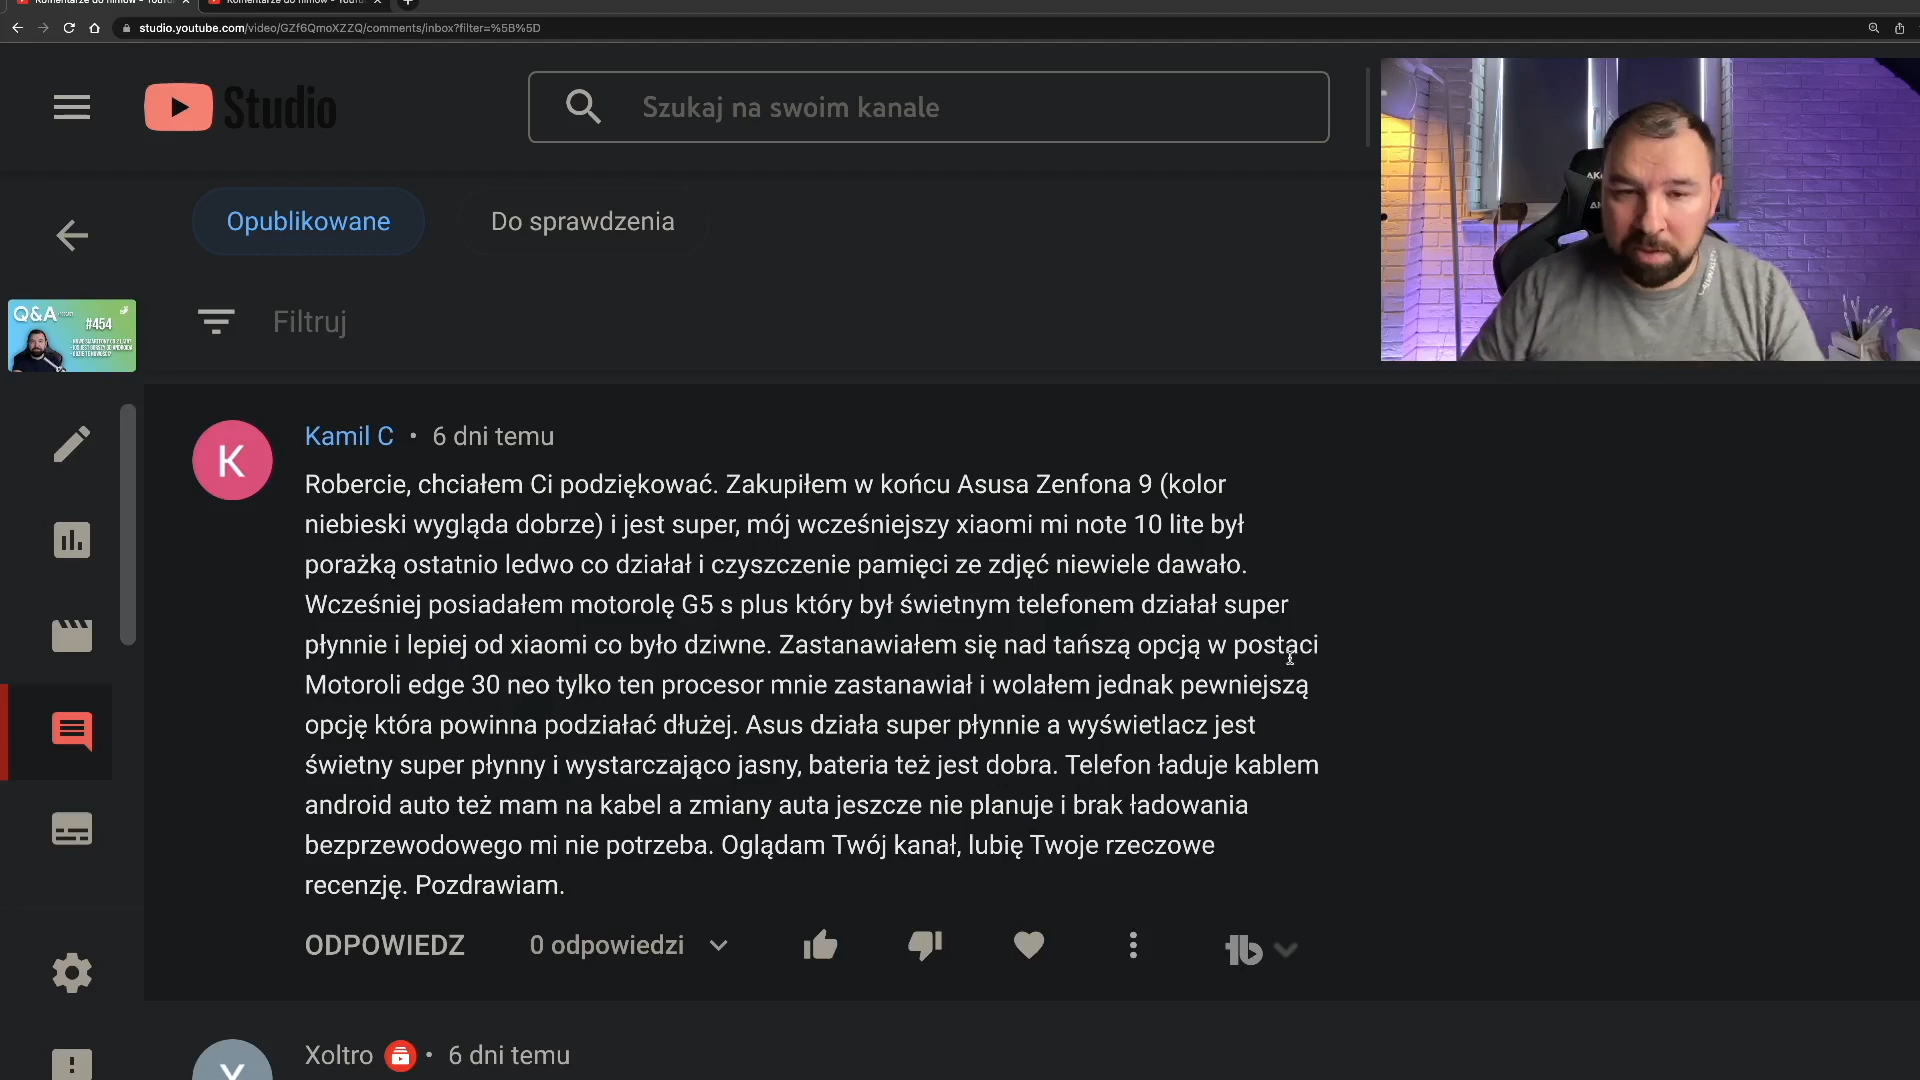 studio.youtube.com/video/GZf6QmoXZZQ/comments/inbox?filter=%5B%5D
Studio
Szukaj na swoim kanale
Opublikowane
Do sprawdzenia
Q&A
#454
Filtruj
K
Kamil C • 6 dni temu
Robercie, chciałem Ci podziękować. Zakupiłem w końcu Asusa Zenfona 9 (kolor
niebieski wygląda dobrze) i jest super, mój wcześniejszy xiaomi mi note 10 lite był
porażką ostatnio ledwo co działał i czyszczenie pamięci ze zdjęć niewiele dawało.
Wcześniej posiadałem motorolę G5 s plus który był świetnym telefonem działał super
płynnie i lepiej od xiaomi co było dziwne. Zastanawiałem się nad tańszą opcją w postaci
Motoroli edge 30 neo tylko ten procesor mnie zastanawiał i wolałem jednak pewniejszą
opcję która powinna podziałać dłużej. Asus działa super płynnie a wyświetlacz jest
świetny super płynny i wystarczająco jasny, bateria też jest dobra. Telefon ładuje kablem
android auto też mam na kabel a zmiany auta jeszcze nie planuje i brak ładowania
bezprzewodowego mi nie potrzeba. Oglądam Twój kanał, lubię Twoje rzeczowe
recenzję. Pozdrawiam.
ODPOWIEDZ
0 odpowiedzi
Xoltro • 6 dni temu